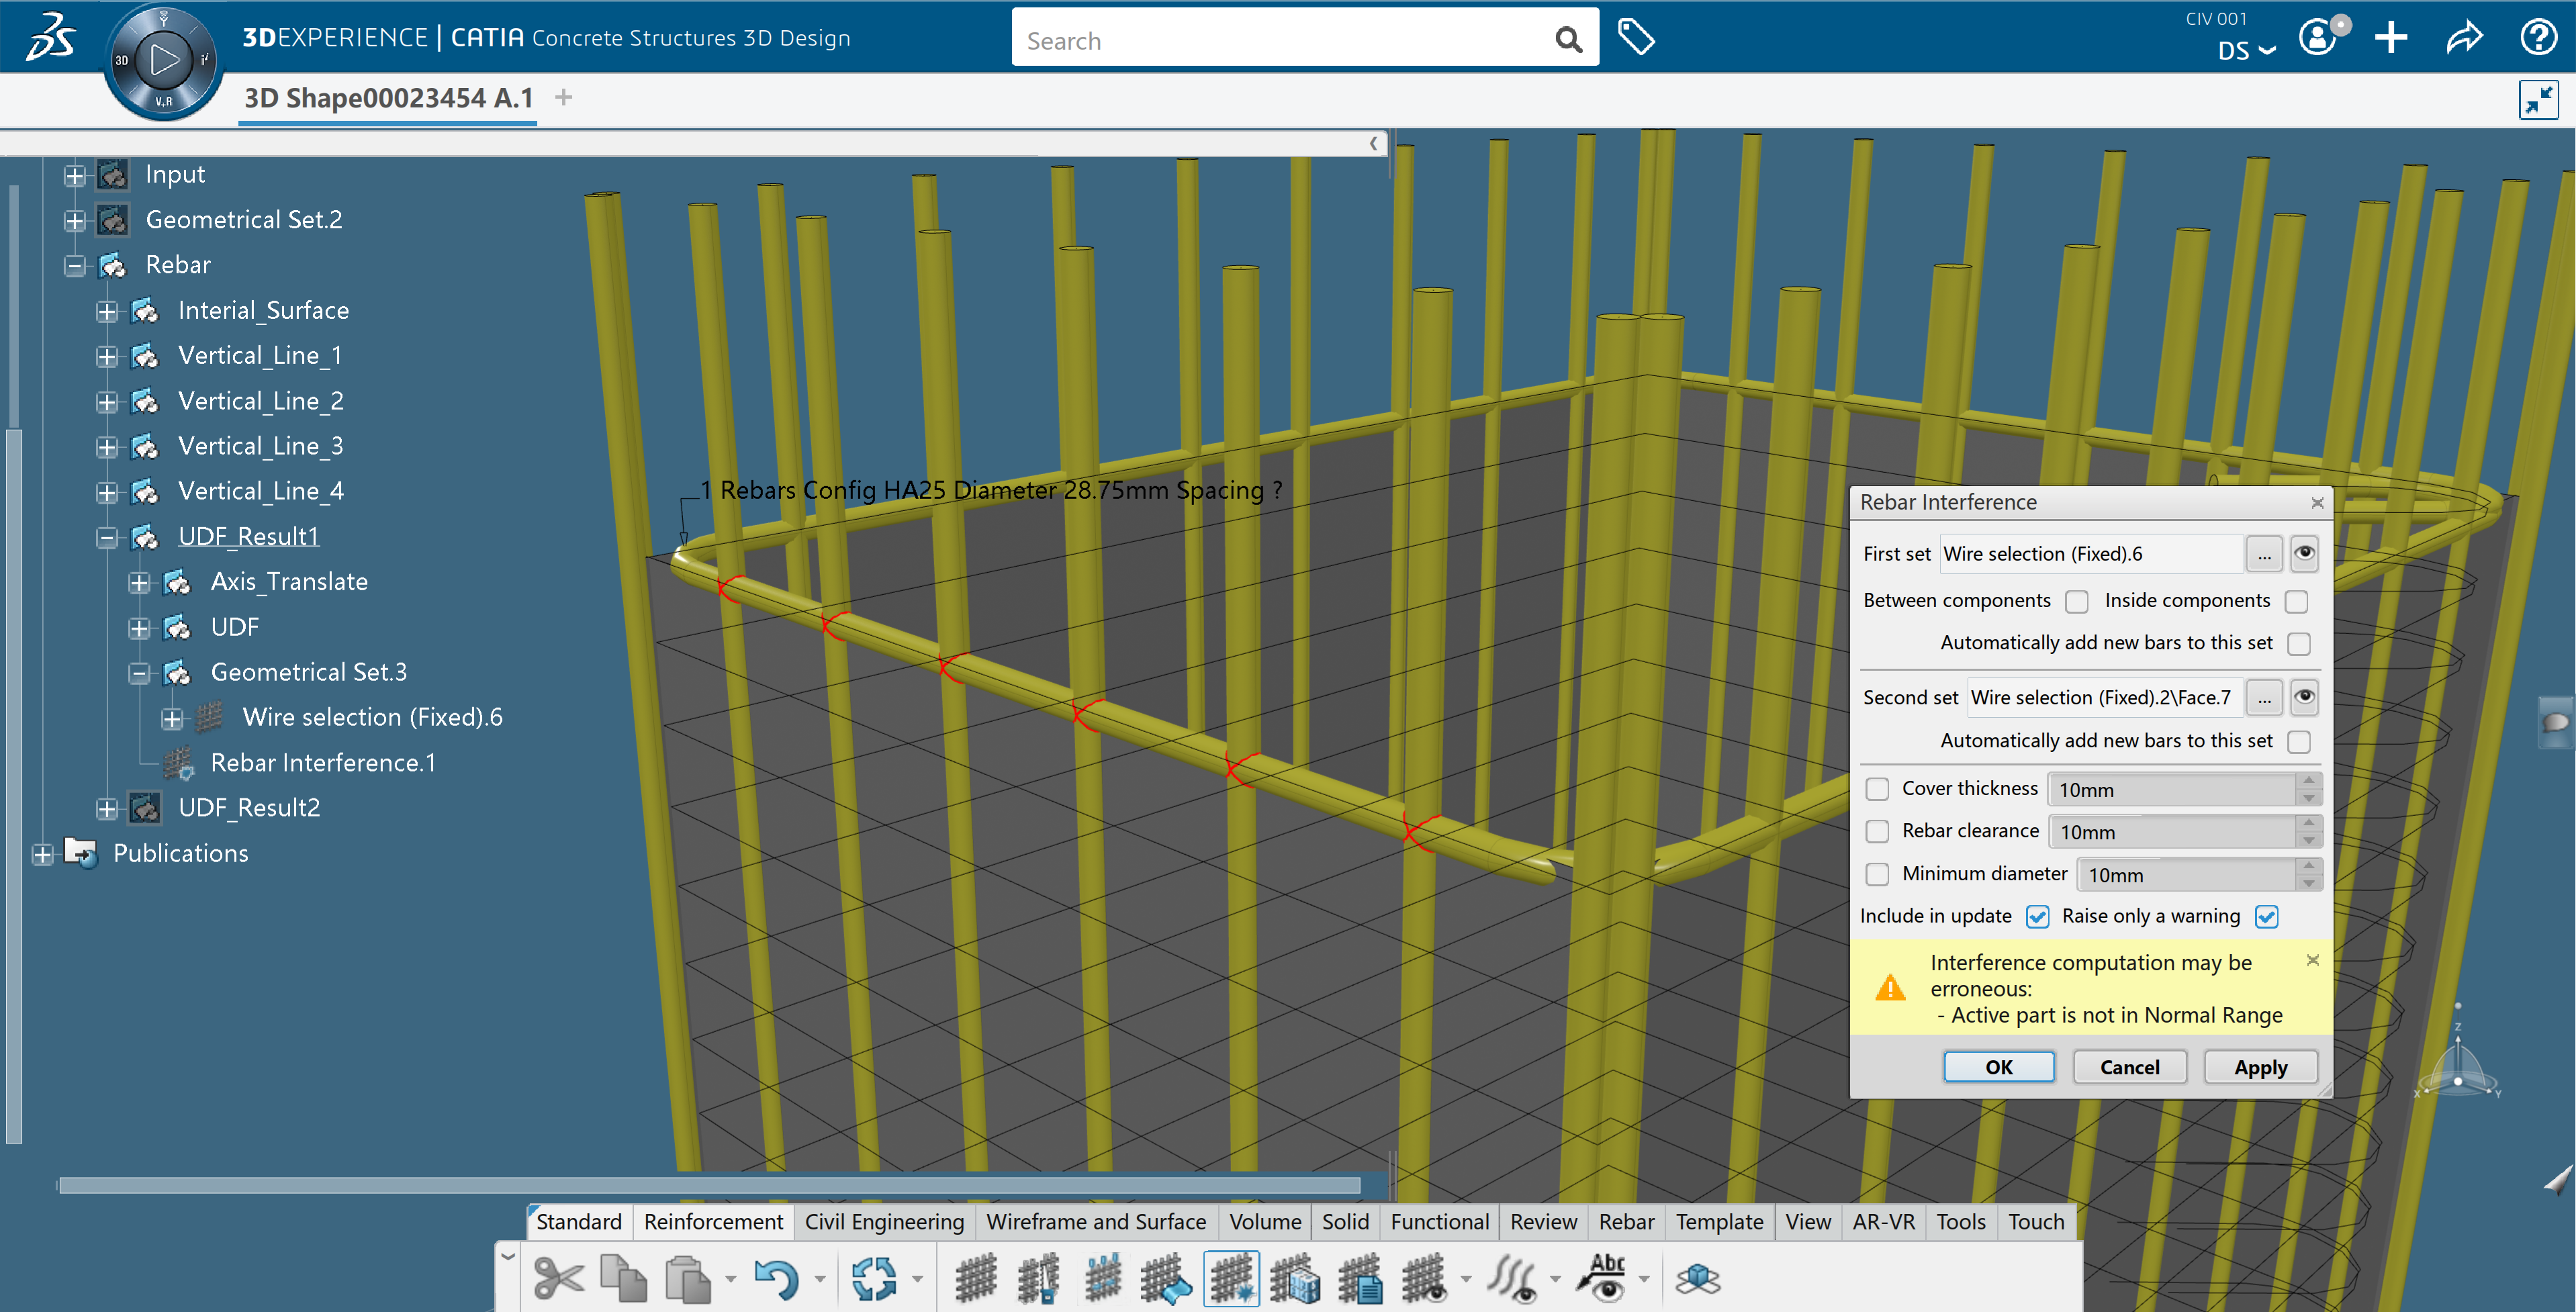 3DEXPERIENCE | CATIA Concrete Structures 3D Design
Search
CIV 001
DS
3D
V,R
3D Shape00023454 A.1
Input
Geometrical Set.2
Rebar
Interial_Surface
Vertical_Line_1
Vertical_Line_2
Vertical_Line_3
Vertical_Line_4
UDF_Result1
Axis_Translate
UDF
Geometrical Set.3
Wire selection (Fixed).6
Rebar Interference.1
UDF_Result2
Publications
1 Rebars Config HA25 Diameter 28.75mm Spacing ?
Rebar Interference
First set Wire selection (Fixed).6 ...
Between components Inside components
Automatically add new bars to this set
Second set Wire selection (Fixed).2\Face.7 ...
Automatically add new bars to this set
Cover thickness 10mm
Rebar clearance 10mm
Minimum diameter 10mm
Include in update Raise only a warning
Interference computation may be
erroneous:
- Active part is not in Normal Range
OK Cancel Apply
Z
X Y
Standard Reinforcement Civil Engineering Wireframe and Surface Volume Solid Functional Review Rebar Template View AR-VR Tools Touch
Abc